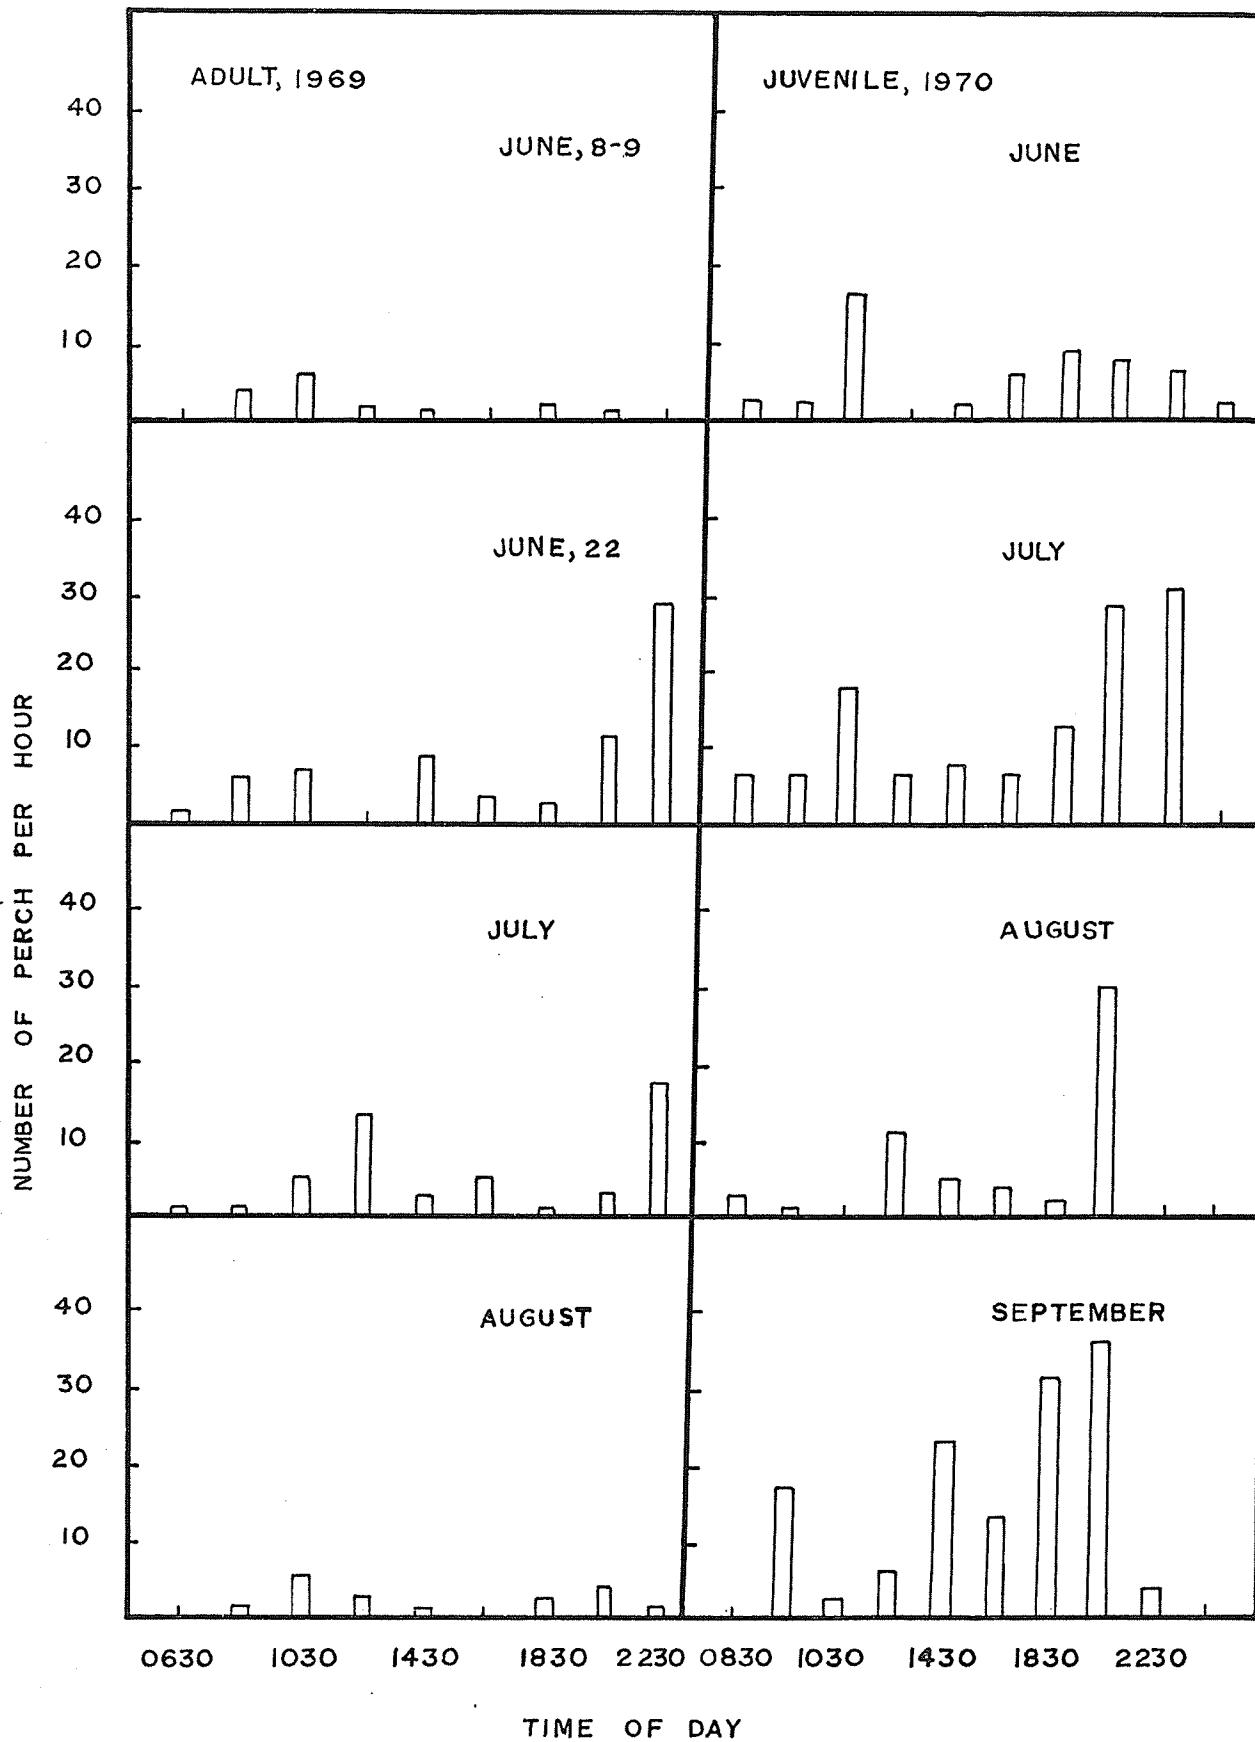 ADULT, 1969
JUNE, 8-9
40
30
20
10
JUVENILE, 1970
JUNE
JUNE, 22
40
30
20
10
JULY
JULY
40
30
20
10
AUGUST
AUGUST
40
30
20
10
SEPTEMBER
NUMBER OF PERCH PER HOUR
0630 1030 1430 1830 2230 0830 1030 1430 1830 2230
TIME OF DAY